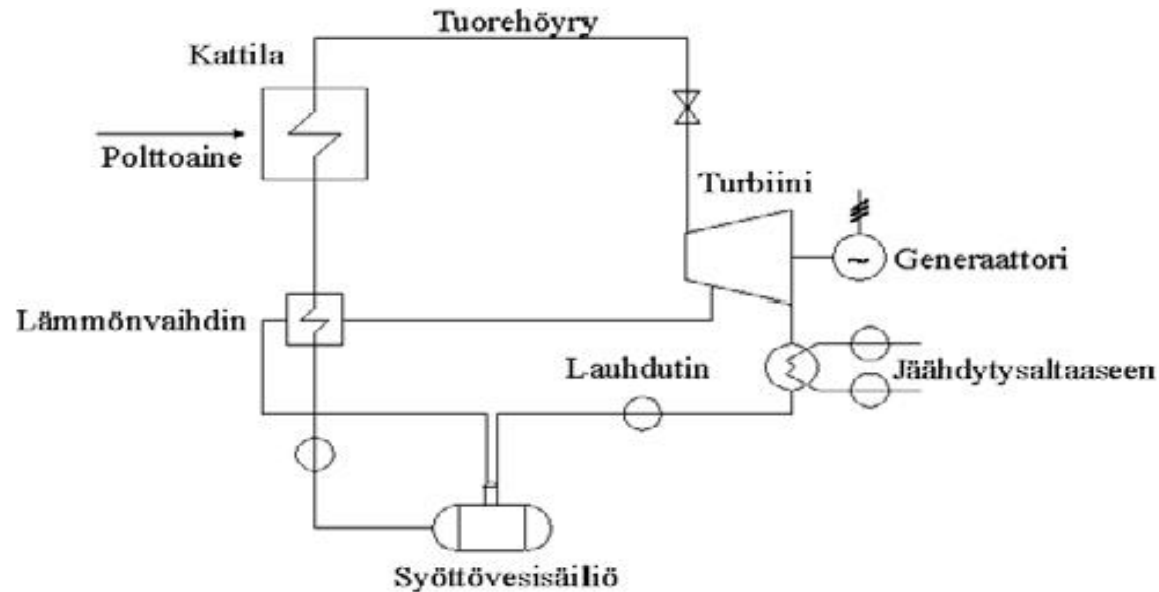 Tuorehöyry
Kattila
Polttoaine
Turbiini
Generaattori
~
Lämmönvaihdin
Lauhdutin
Jäähdytysaltaaseen
Syöttövesisäiliö